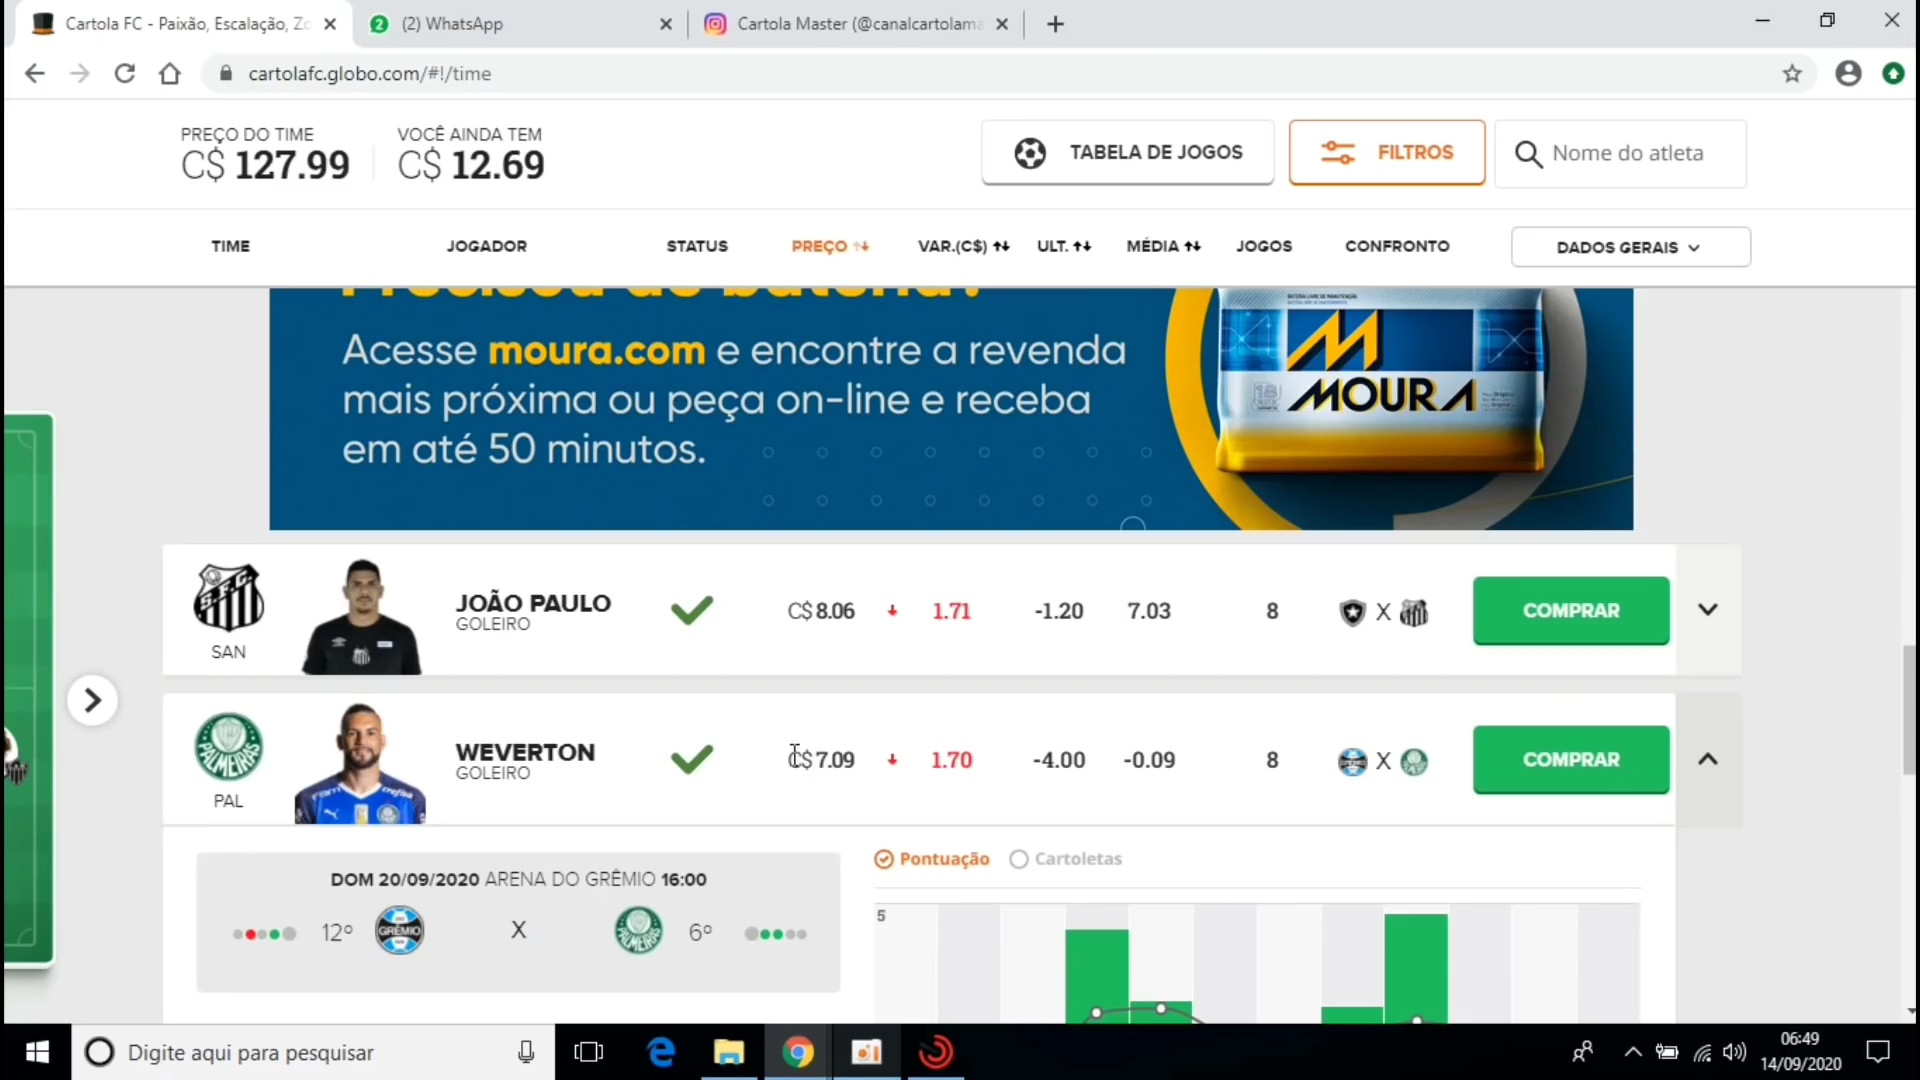 Cartola FC - Paixão, Escalação, Zo
(2) WhatsApp
Cartola Master (@canalcartolama
cartolafc.globo.com/#!/time
PREÇO DO TIME
C$ 127.99
VOCÊ AINDA TEM
C$ 12.69
TABELA DE JOGOS
FILTROS
Nome do atleta
TIME
JOGADOR
STATUS
PREÇO
VAR.(C$)
ULT.
MÉDIA
JOGOS
CONFRONTO
DADOS GERAIS
Acesse moura.com e encontre a revenda
mais próxima ou peça on-line e receba
em até 50 minutos.
MOURA
SAN
JOÃO PAULO
GOLEIRO
C$ 8.06
1.71
-1.20
7.03
8
X
COMPRAR
PAL
WEVERTON
GOLEIRO
C$ 7.09
1.70
-4.00
-0.09
8
X
COMPRAR
DOM 20/09/2020 ARENA DO GRÊMIO 16:00
12º
GRÊMIO
X
PALMEIRAS
6º
Pontuação
Cartoletas
5
Digite aqui para pesquisar
06:49
14/09/2020